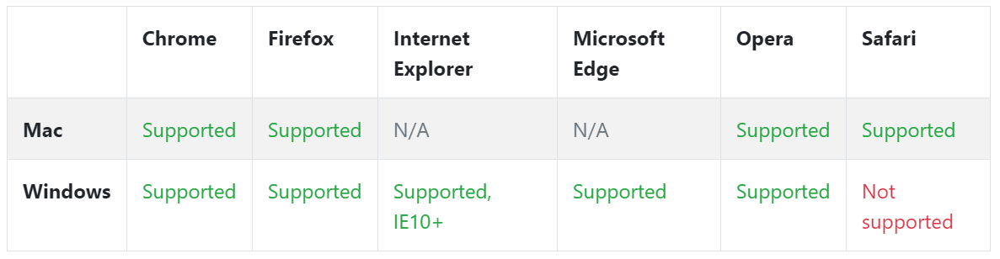 Chrome Firefox Internet Explorer Microsoft Edge Opera Safari
Mac Supported Supported N/A N/A Supported Supported
Windows Supported Supported Supported, IE10+ Supported Supported Not supported